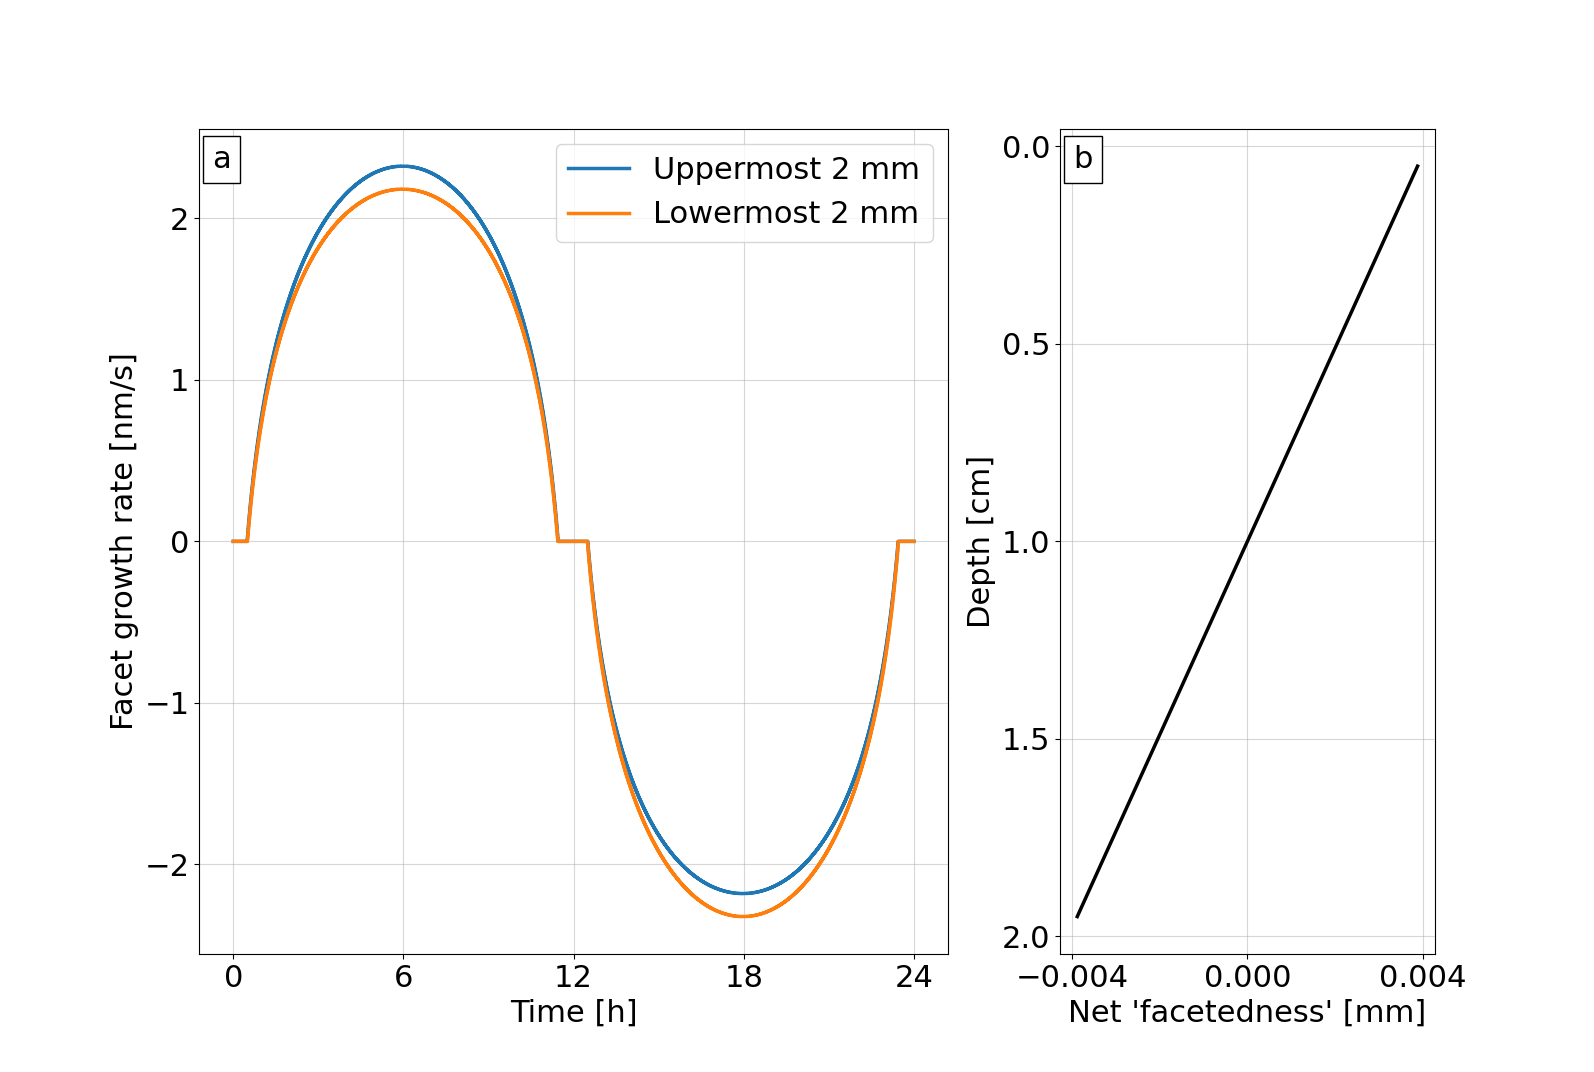 a
Uppermost 2 mm
Lowermost 2 mm
2
1
0
−1
−2
Facet growth rate [nm/s]
0 6 12 18 24
Time [h]
b
0.0
0.5
1.0
1.5
2.0
Depth [cm]
−0.004 0.000 0.004
Net 'facetedness' [mm]